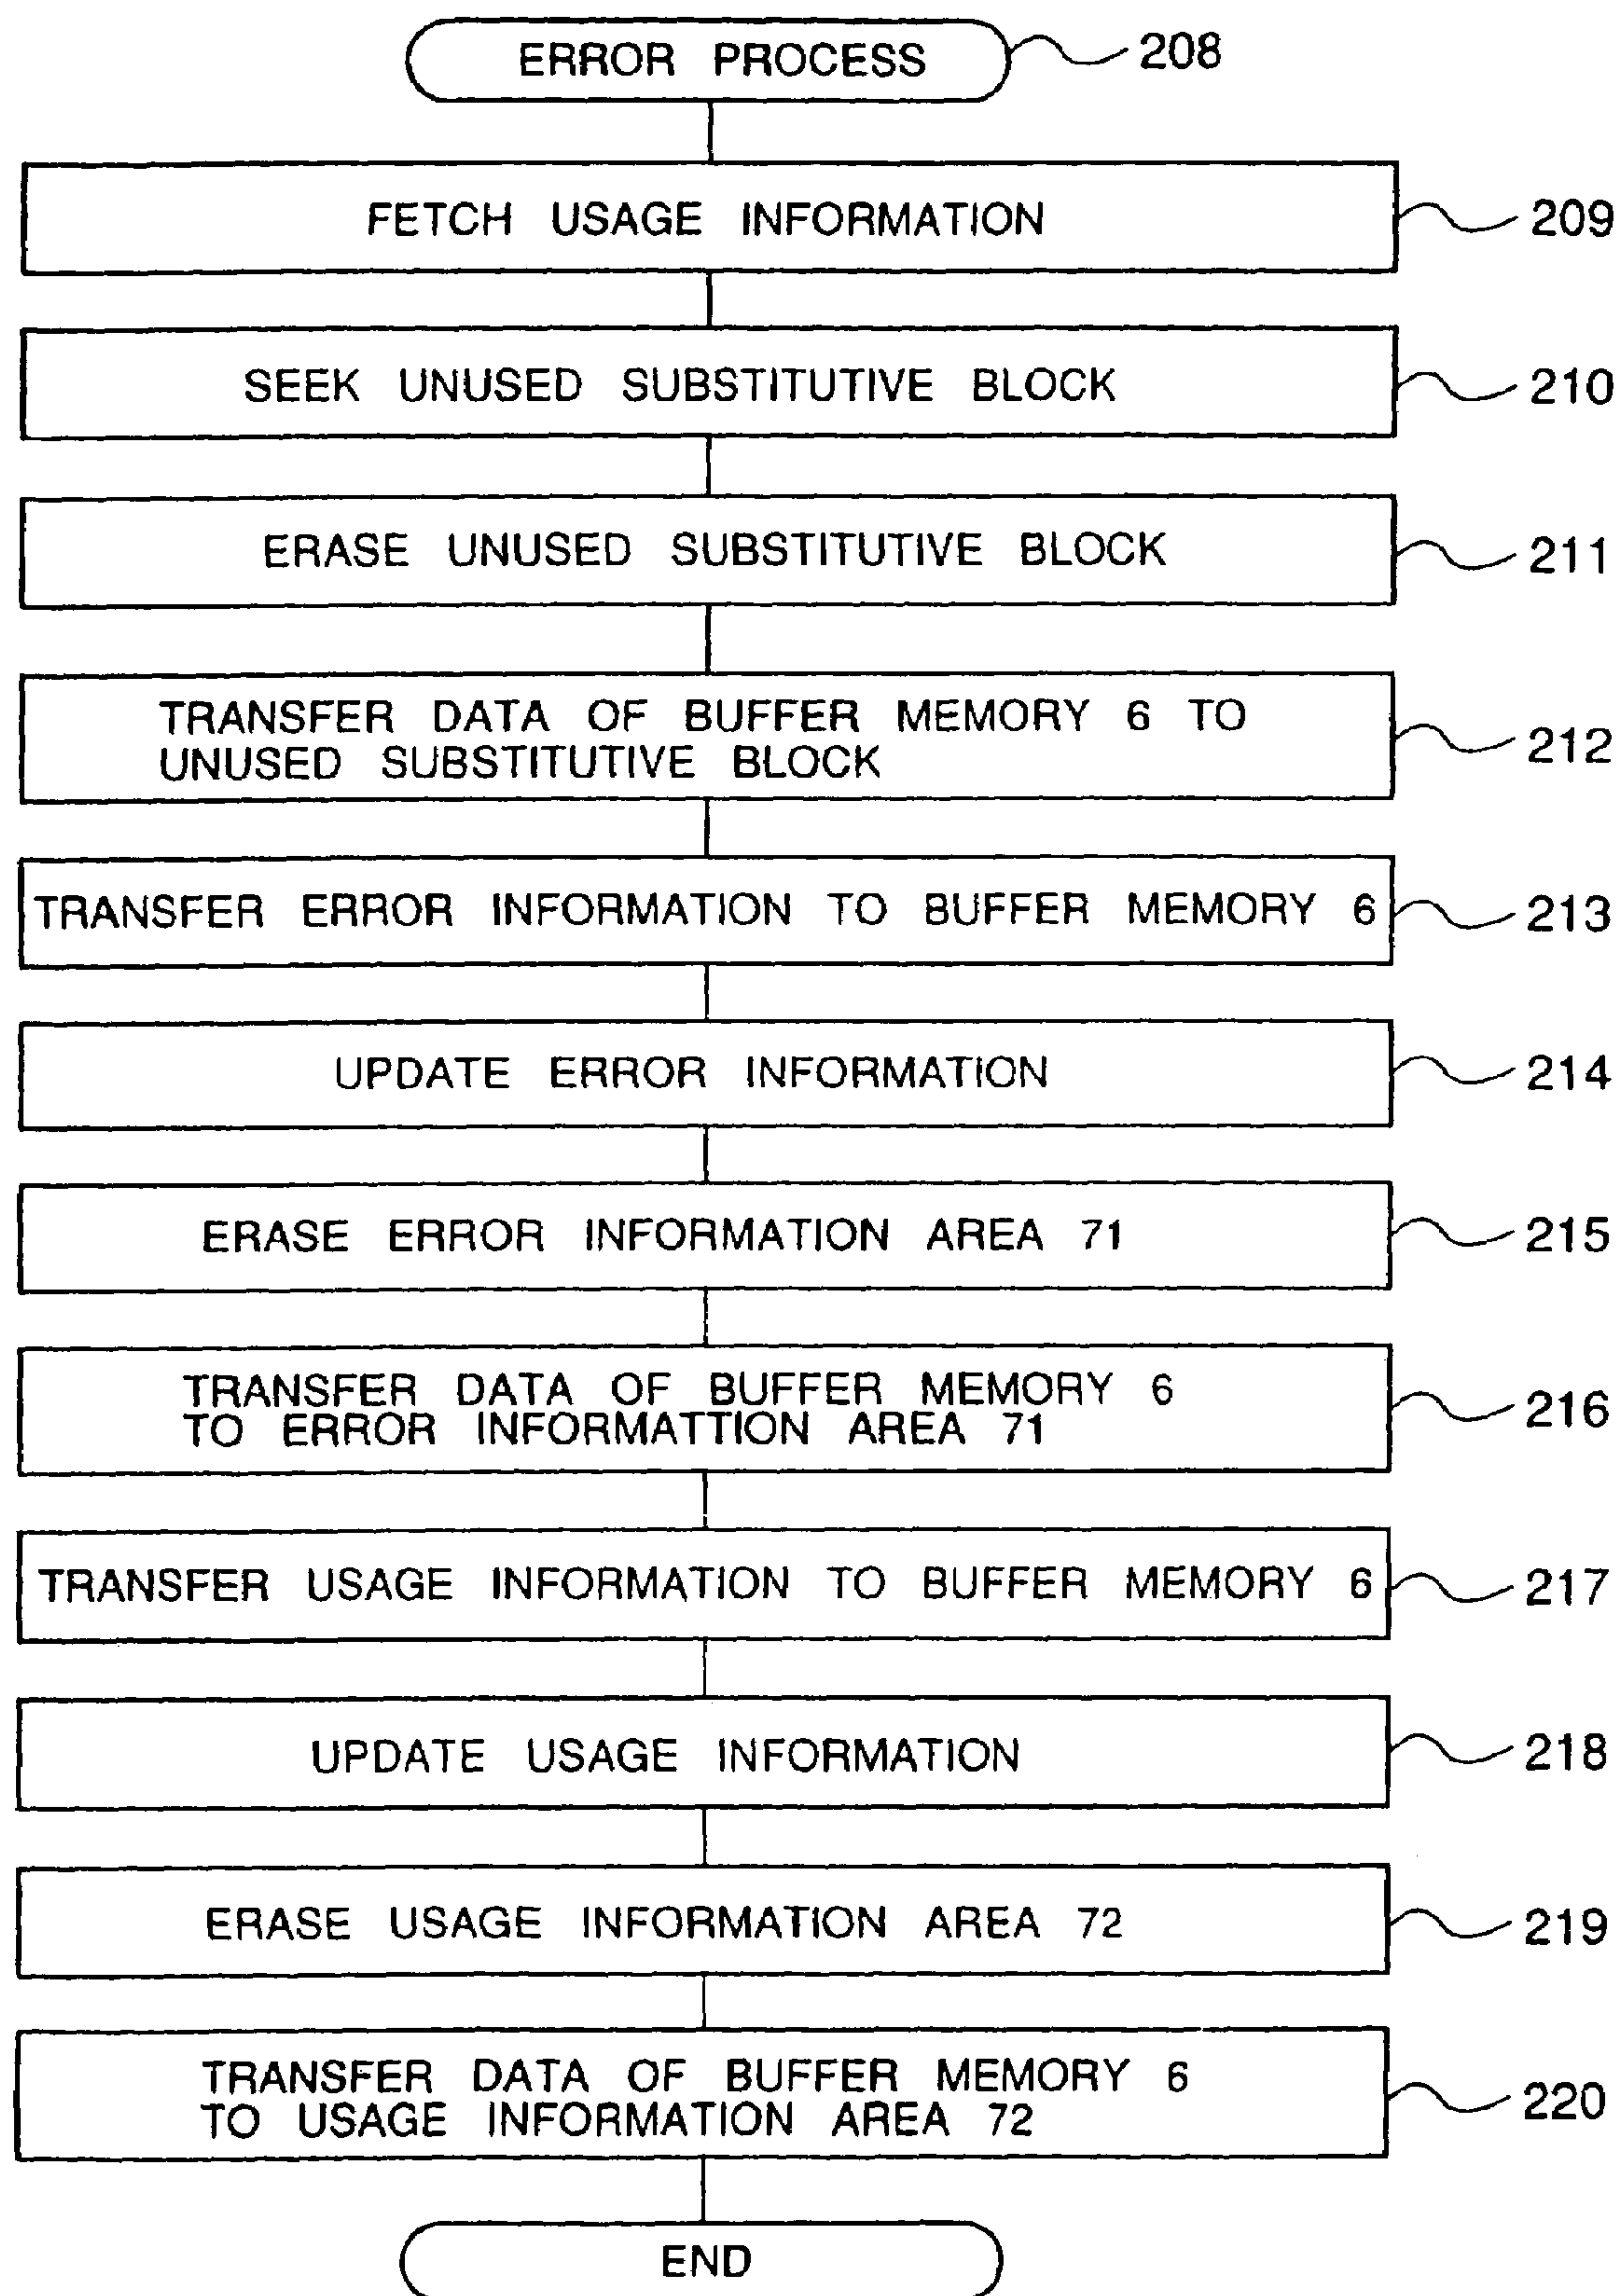 ERROR PROCESS
208
FETCH USAGE INFORMATION
209
SEEK UNUSED SUBSTITUTIVE BLOCK
210
ERASE UNUSED SUBSTITUTIVE BLOCK
211
TRANSFER DATA OF BUFFER MEMORY 6 TO
UNUSED SUBSTITUTIVE BLOCK
212
TRANSFER ERROR INFORMATION TO BUFFER MEMORY 6
213
UPDATE ERROR INFORMATION
214
ERASE ERROR INFORMATION AREA 71
215
TRANSFER DATA OF BUFFER MEMORY 6
TO ERROR INFORMATTION AREA 71
216
TRANSFER USAGE INFORMATION TO BUFFER MEMORY 6
217
UPDATE USAGE INFORMATION
218
ERASE USAGE INFORMATION AREA 72
219
TRANSFER DATA OF BUFFER MEMORY 6
TO USAGE INFORMATION AREA 72
220
END